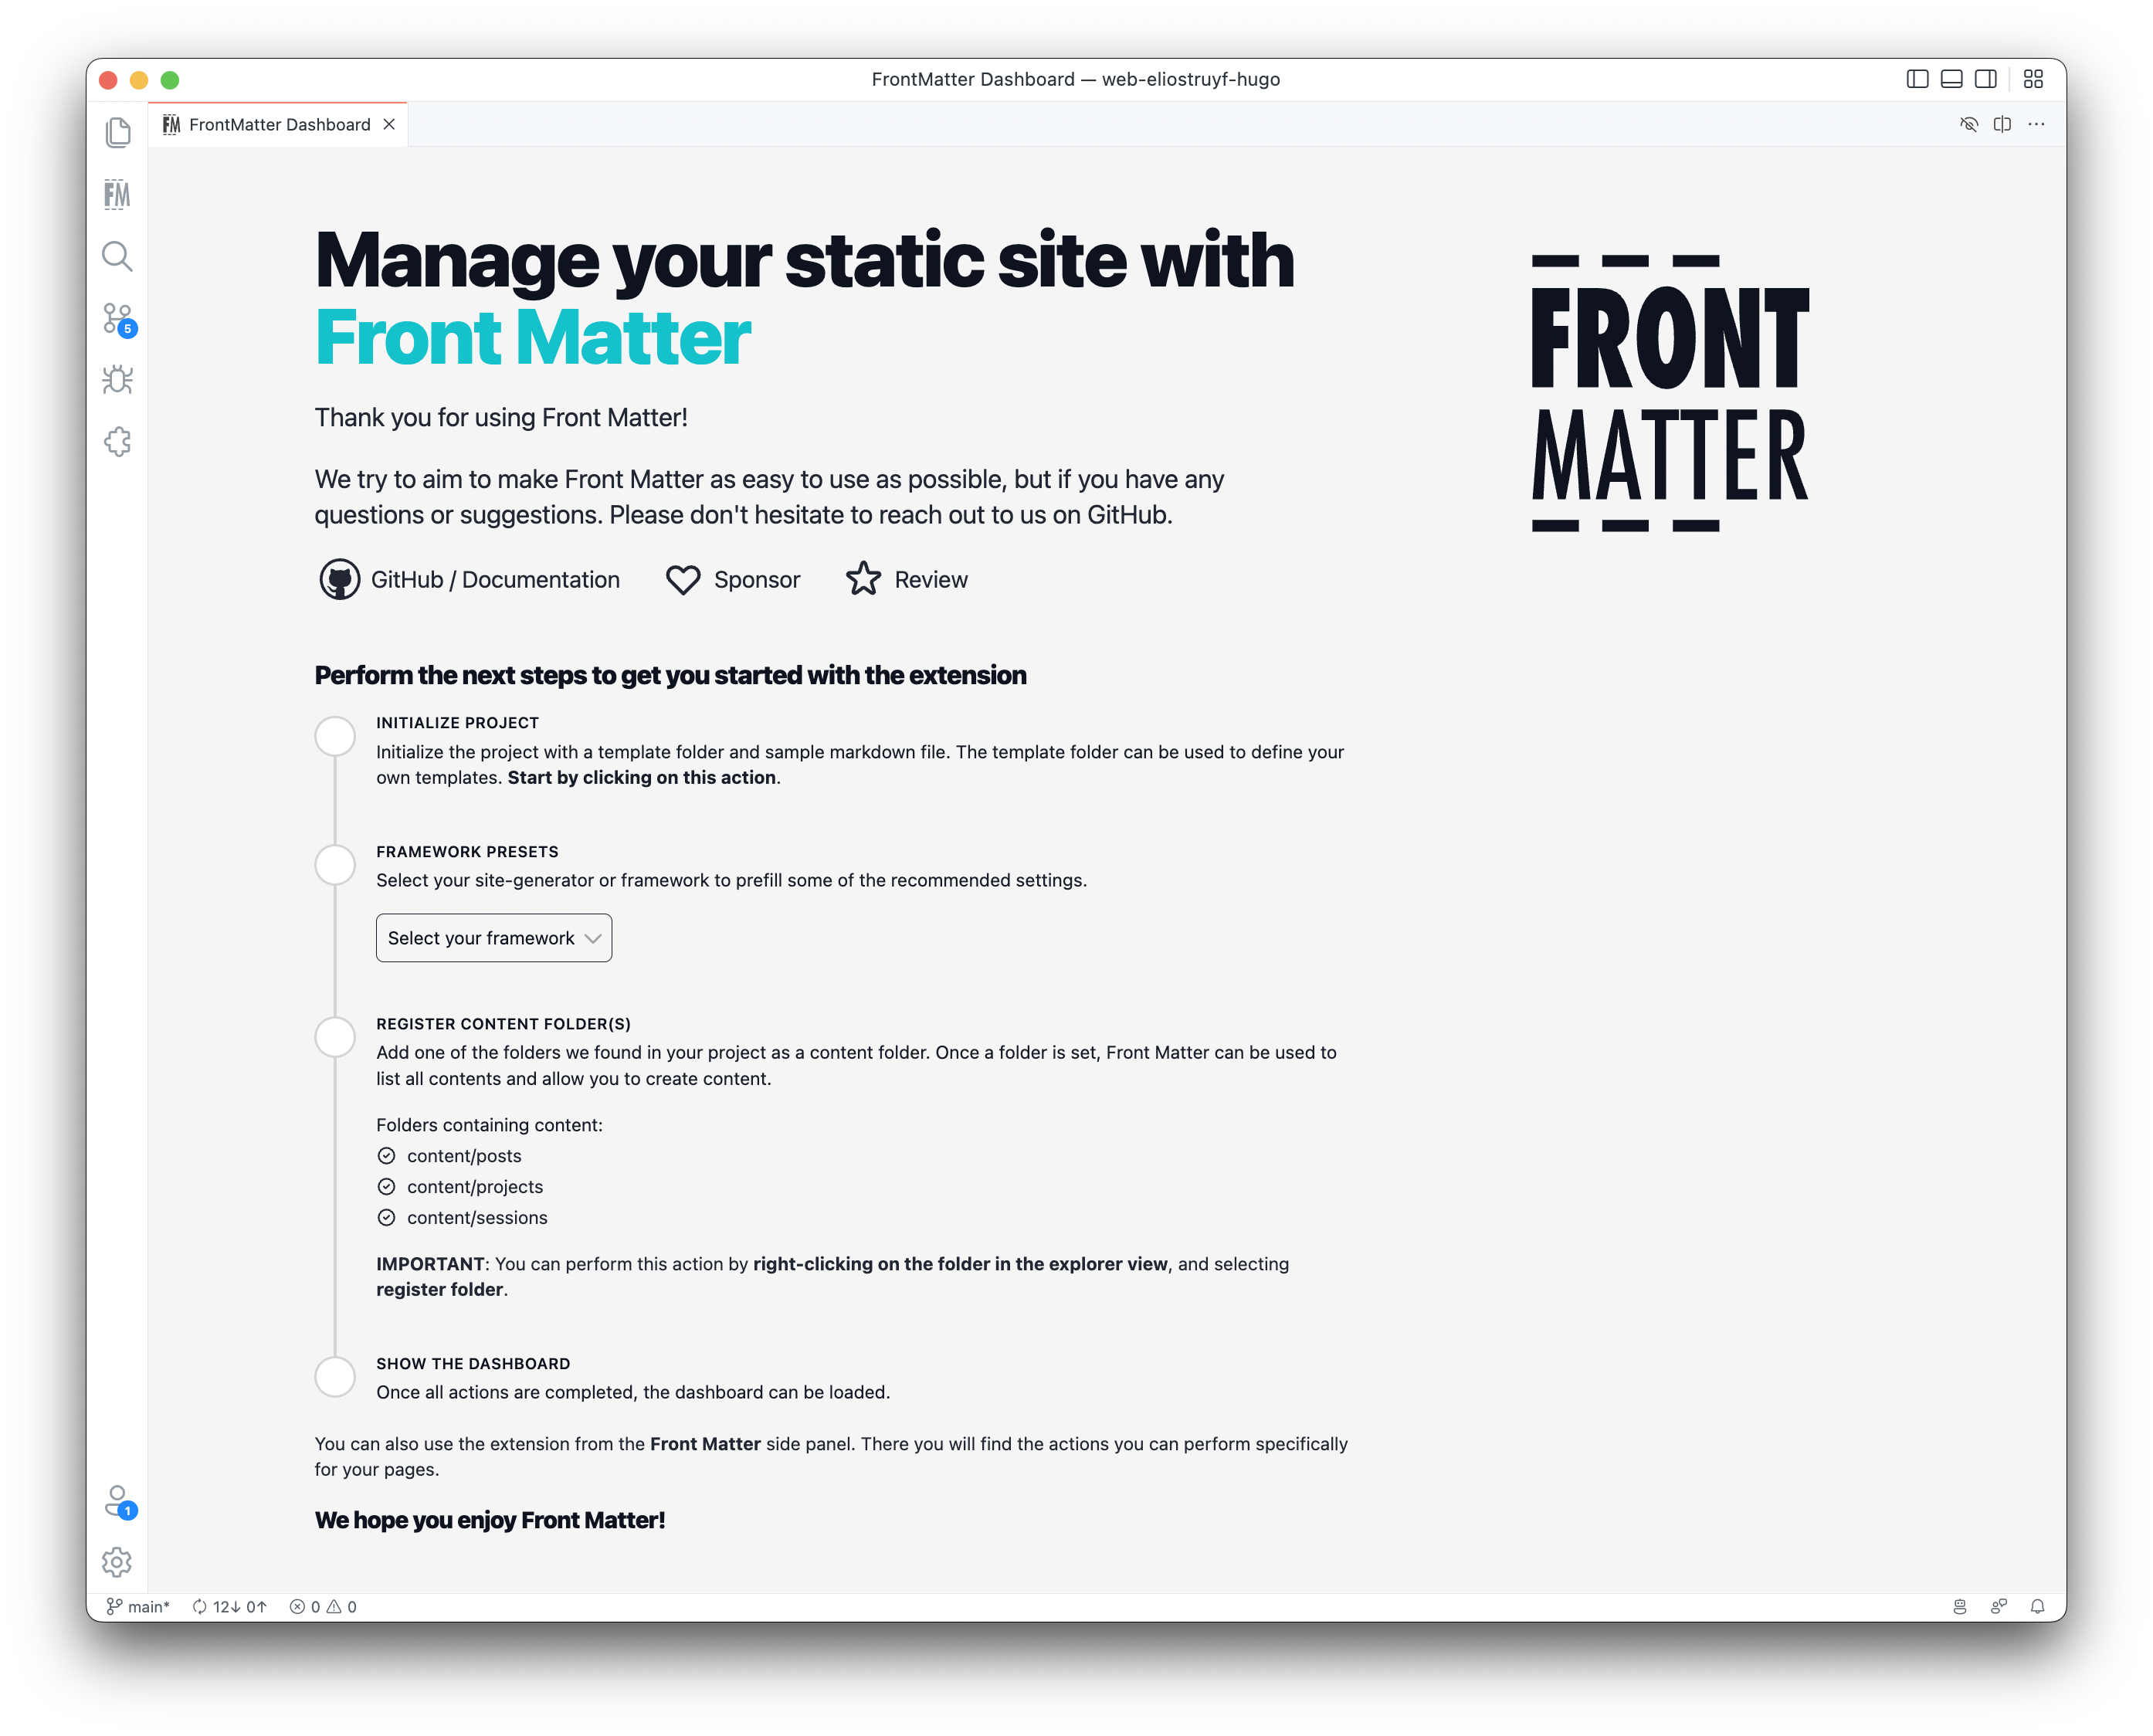 FrontMatter Dashboard — web-eliostruyf-hugo
FM FrontMatter Dashboard
FM
5
1
Manage your static site with
Front Matter
FRONT
MATTER
Thank you for using Front Matter!
We try to aim to make Front Matter as easy to use as possible, but if you have any
questions or suggestions. Please don't hesitate to reach out to us on GitHub.
GitHub / Documentation Sponsor Review
Perform the next steps to get you started with the extension
INITIALIZE PROJECT
Initialize the project with a template folder and sample markdown file. The template folder can be used to define your
own templates. Start by clicking on this action.
FRAMEWORK PRESETS
Select your site-generator or framework to prefill some of the recommended settings.
Select your framework
REGISTER CONTENT FOLDER(S)
Add one of the folders we found in your project as a content folder. Once a folder is set, Front Matter can be used to
list all contents and allow you to create content.
Folders containing content:
content/posts
content/projects
content/sessions
IMPORTANT: You can perform this action by right-clicking on the folder in the explorer view, and selecting
register folder.
SHOW THE DASHBOARD
Once all actions are completed, the dashboard can be loaded.
You can also use the extension from the Front Matter side panel. There you will find the actions you can perform specifically
for your pages.
We hope you enjoy Front Matter!
main* 12↓ 0↑ 0 0